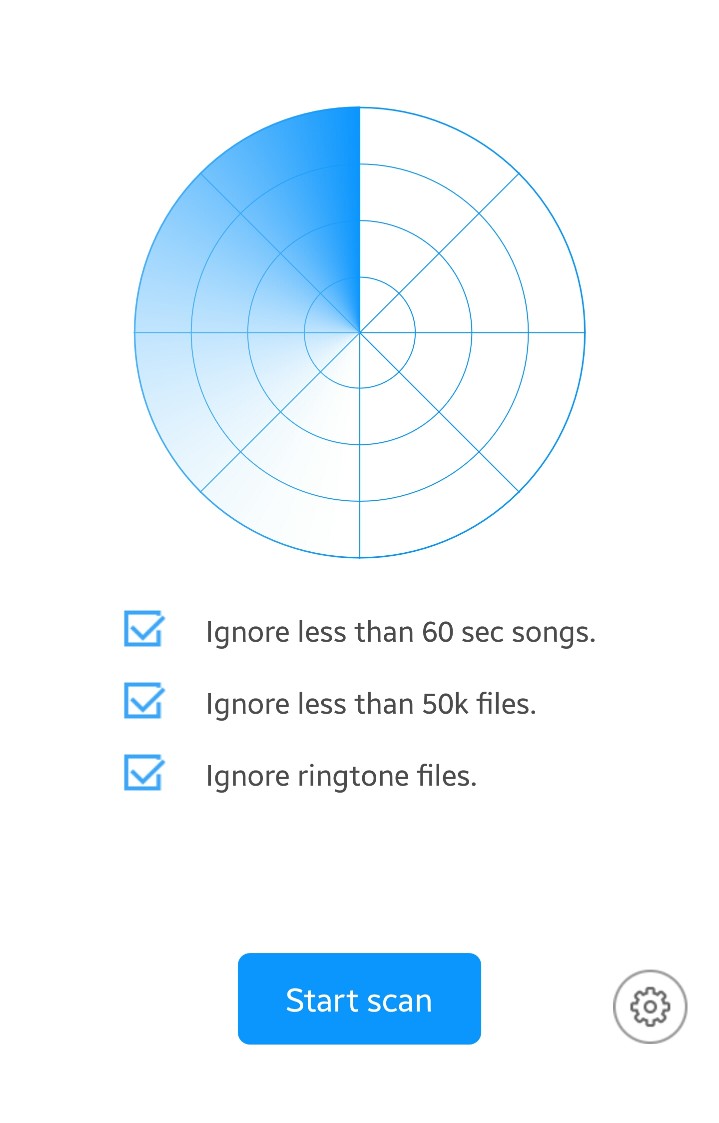 Ignore less than 60 sec songs.
Ignore less than 50k files.
Ignore ringtone files.
Start scan